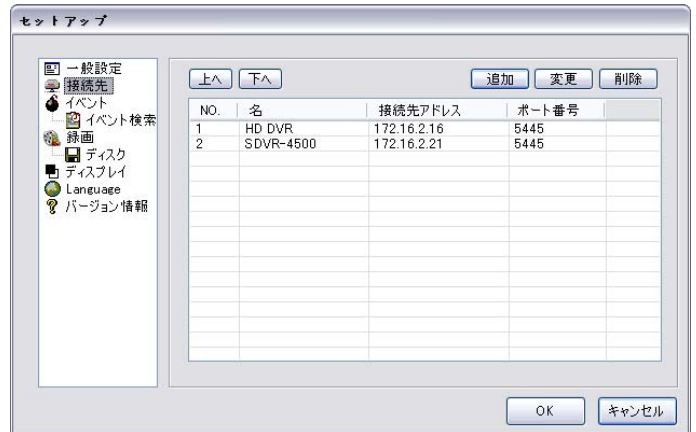 セットアップ
一般設定
接続先
イベント
イベント検索
録画
ディスク
ディスプレイ
Language
バージョン情報
上へ 下へ 追加 変更 削除
NO. 名 接続先アドレス ポート番号
1 HD DVR 172.16.2.16 5445
2 SDVR-4500 172.16.2.21 5445
OK キャンセル